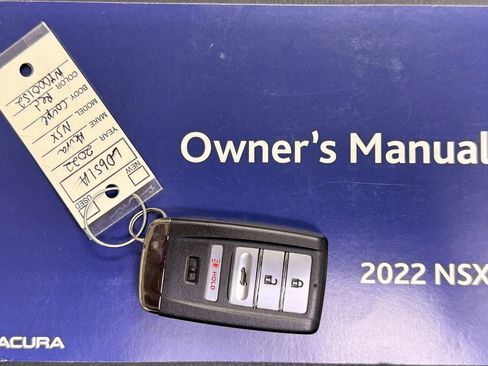 Owner's Manual
2022 NSX
ACURA
HOLD
NEW
USED
L0651A
YEAR 2022
MAKE Acura
MODEL NSX
BODY Coupe
COLOR Red
NY000152